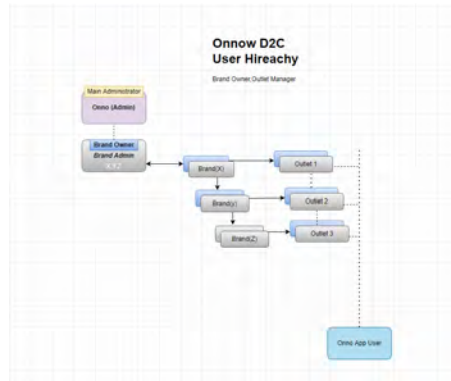 Onnow D2C
User Hireachy
Brand Owner,Outlet Manager
Main Administrator
Onno (Admin)
Brand Owner
Brand Admin
X,Y,Z
Brand(X)
Outlet 1
Brand(y)
Outlet 2
Brand(Z)
Outlet 3
Onno App User